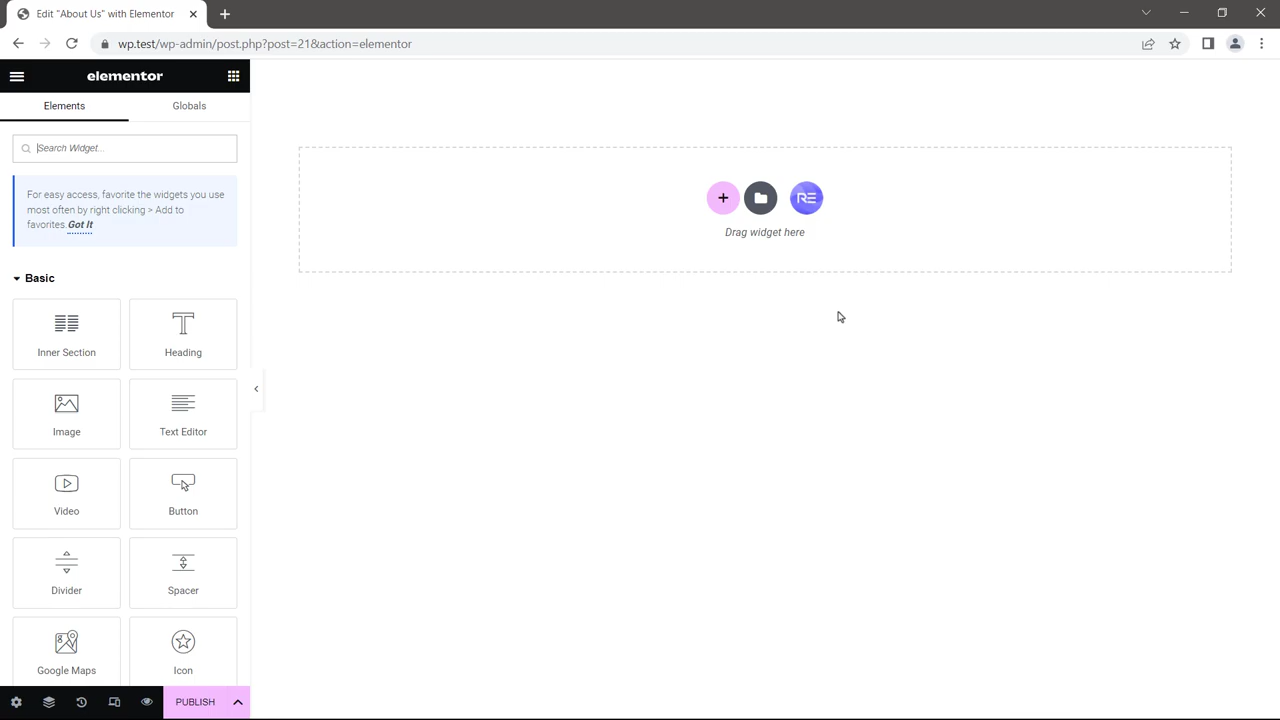 Edit "About Us" with Elementor
wp.test/wp-admin/post.php?post=21&action=elementor
elementor
Elements
Globals
Search Widget...
For easy access, favorite the widgets you use
most often by right clicking > Add to
favorites. Got It
Basic
Inner Section
Heading
Image
Text Editor
Video
Button
Divider
Spacer
Google Maps
Icon
PUBLISH
RE
Drag widget here